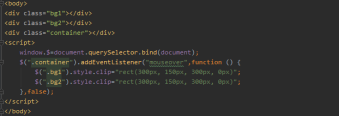 <body>
<div class="bg1"></div>
<div class="bg2"></div>
<div class="container"></div>
<script>
window.$=document.querySelector.bind(document);
$(".container").addEventListener("mouseover",function () {
$(".bg1").style.clip="rect(300px, 150px, 300px, 0px)";
$(".bg2").style.clip="rect(300px, 150px, 300px, 0px)";
},false);
</script>
</body>